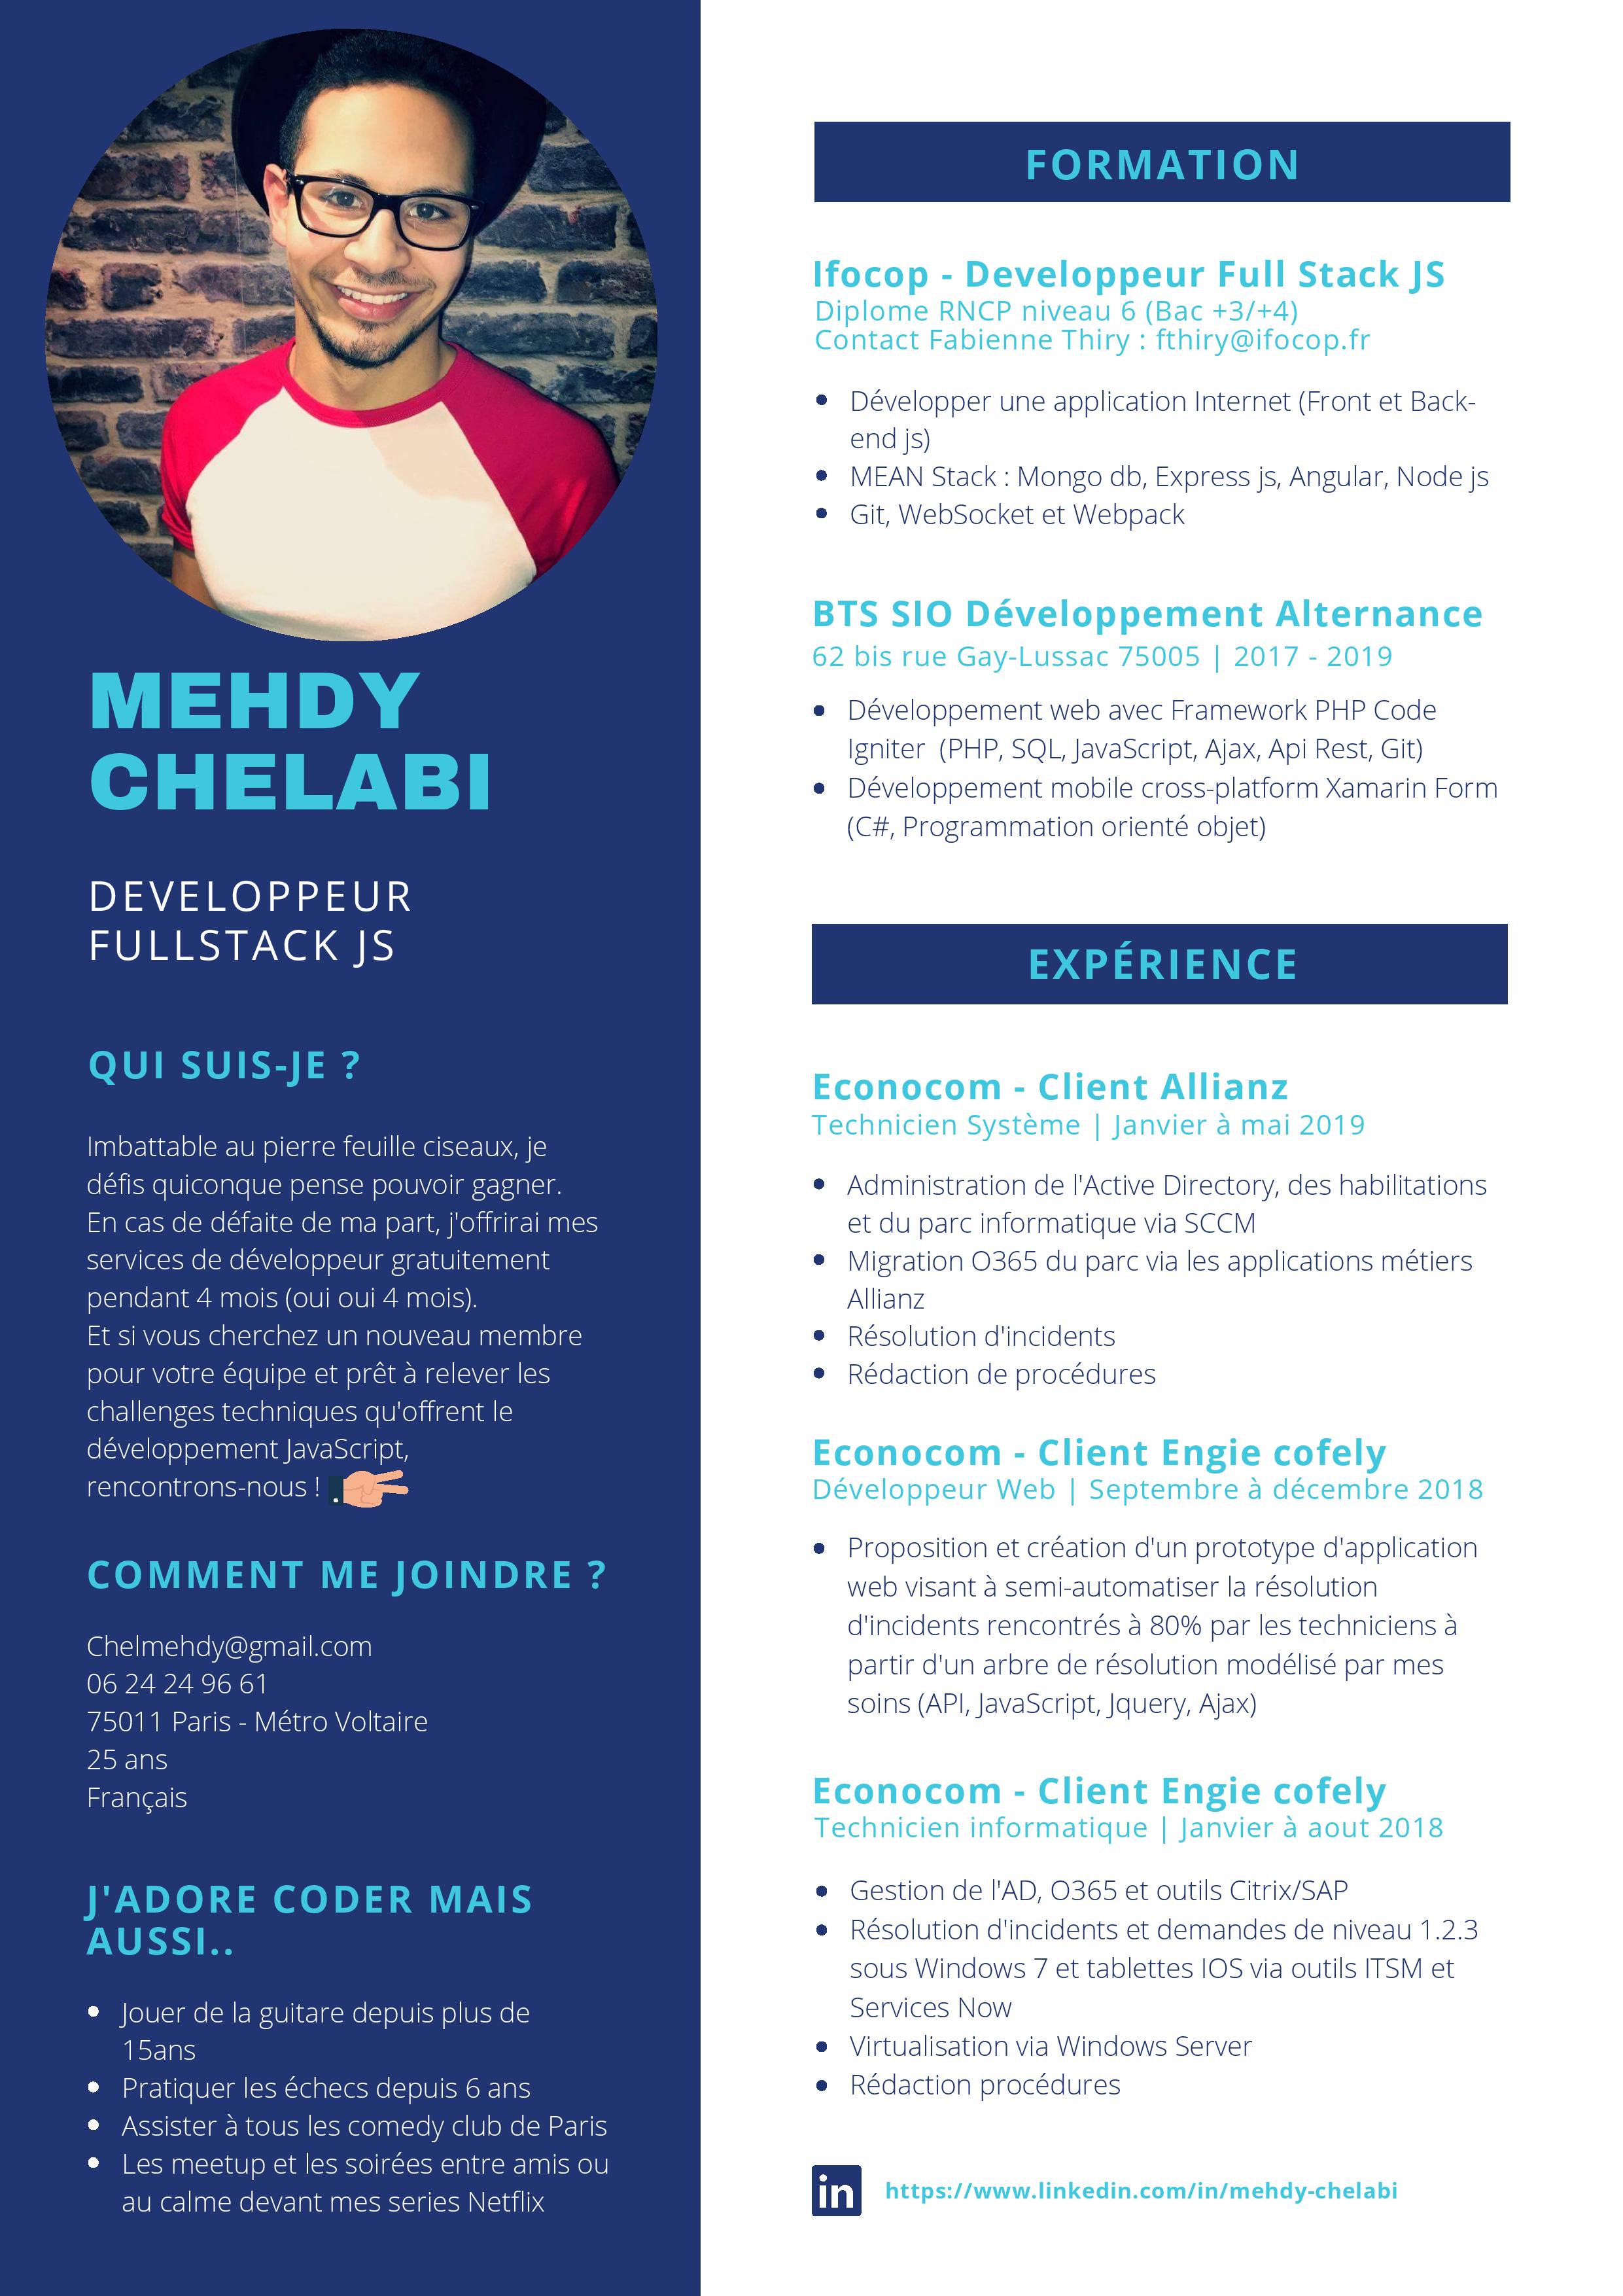 MEHDY
CHELABI
DEVELOPPEUR
FULLSTACK JS
QUI SUIS-JE ?
Imbattable au pierre feuille ciseaux, je
défis quiconque pense pouvoir gagner.
En cas de défaite de ma part, j'offrirai mes
services de développeur gratuitement
pendant 4 mois (oui oui 4 mois).
Et si vous cherchez un nouveau membre
pour votre équipe et prêt à relever les
challenges techniques qu'offrent le
développement JavaScript,
rencontrons-nous !
COMMENT ME JOINDRE ?
Chelmehdy@gmail.com
06 24 24 96 61
75011 Paris - Métro Voltaire
25 ans
Français
J'ADORE CODER MAIS
AUSSI..
• Jouer de la guitare depuis plus de
15ans
• Pratiquer les échecs depuis 6 ans
• Assister à tous les comedy club de Paris
• Les meetup et les soirées entre amis ou
au calme devant mes series Netflix
FORMATION
Ifocop - Developpeur Full Stack JS
Diplome RNCP niveau 6 (Bac +3/+4)
Contact Fabienne Thiry : fthiry@ifocop.fr
• Développer une application Internet (Front et Back-
end js)
• MEAN Stack : Mongo db, Express js, Angular, Node js
• Git, WebSocket et Webpack
BTS SIO Développement Alternance
62 bis rue Gay-Lussac 75005 | 2017 - 2019
• Développement web avec Framework PHP Code
Igniter  (PHP, SQL, JavaScript, Ajax, Api Rest, Git)
• Développement mobile cross-platform Xamarin Form
(C#, Programmation orienté objet)
EXPÉRIENCE
Econocom - Client Allianz
Technicien Système | Janvier à mai 2019
• Administration de l'Active Directory, des habilitations
et du parc informatique via SCCM
• Migration O365 du parc via les applications métiers
Allianz
• Résolution d'incidents
• Rédaction de procédures
Econocom - Client Engie cofely
Développeur Web | Septembre à décembre 2018
• Proposition et création d'un prototype d'application
web visant à semi-automatiser la résolution
d'incidents rencontrés à 80% par les techniciens à
partir d'un arbre de résolution modélisé par mes
soins (API, JavaScript, Jquery, Ajax)
Econocom - Client Engie cofely
Technicien informatique | Janvier à aout 2018
• Gestion de l'AD, O365 et outils Citrix/SAP
• Résolution d'incidents et demandes de niveau 1.2.3
sous Windows 7 et tablettes IOS via outils ITSM et
Services Now
• Virtualisation via Windows Server
• Rédaction procédures
in https://www.linkedin.com/in/mehdy-chelabi